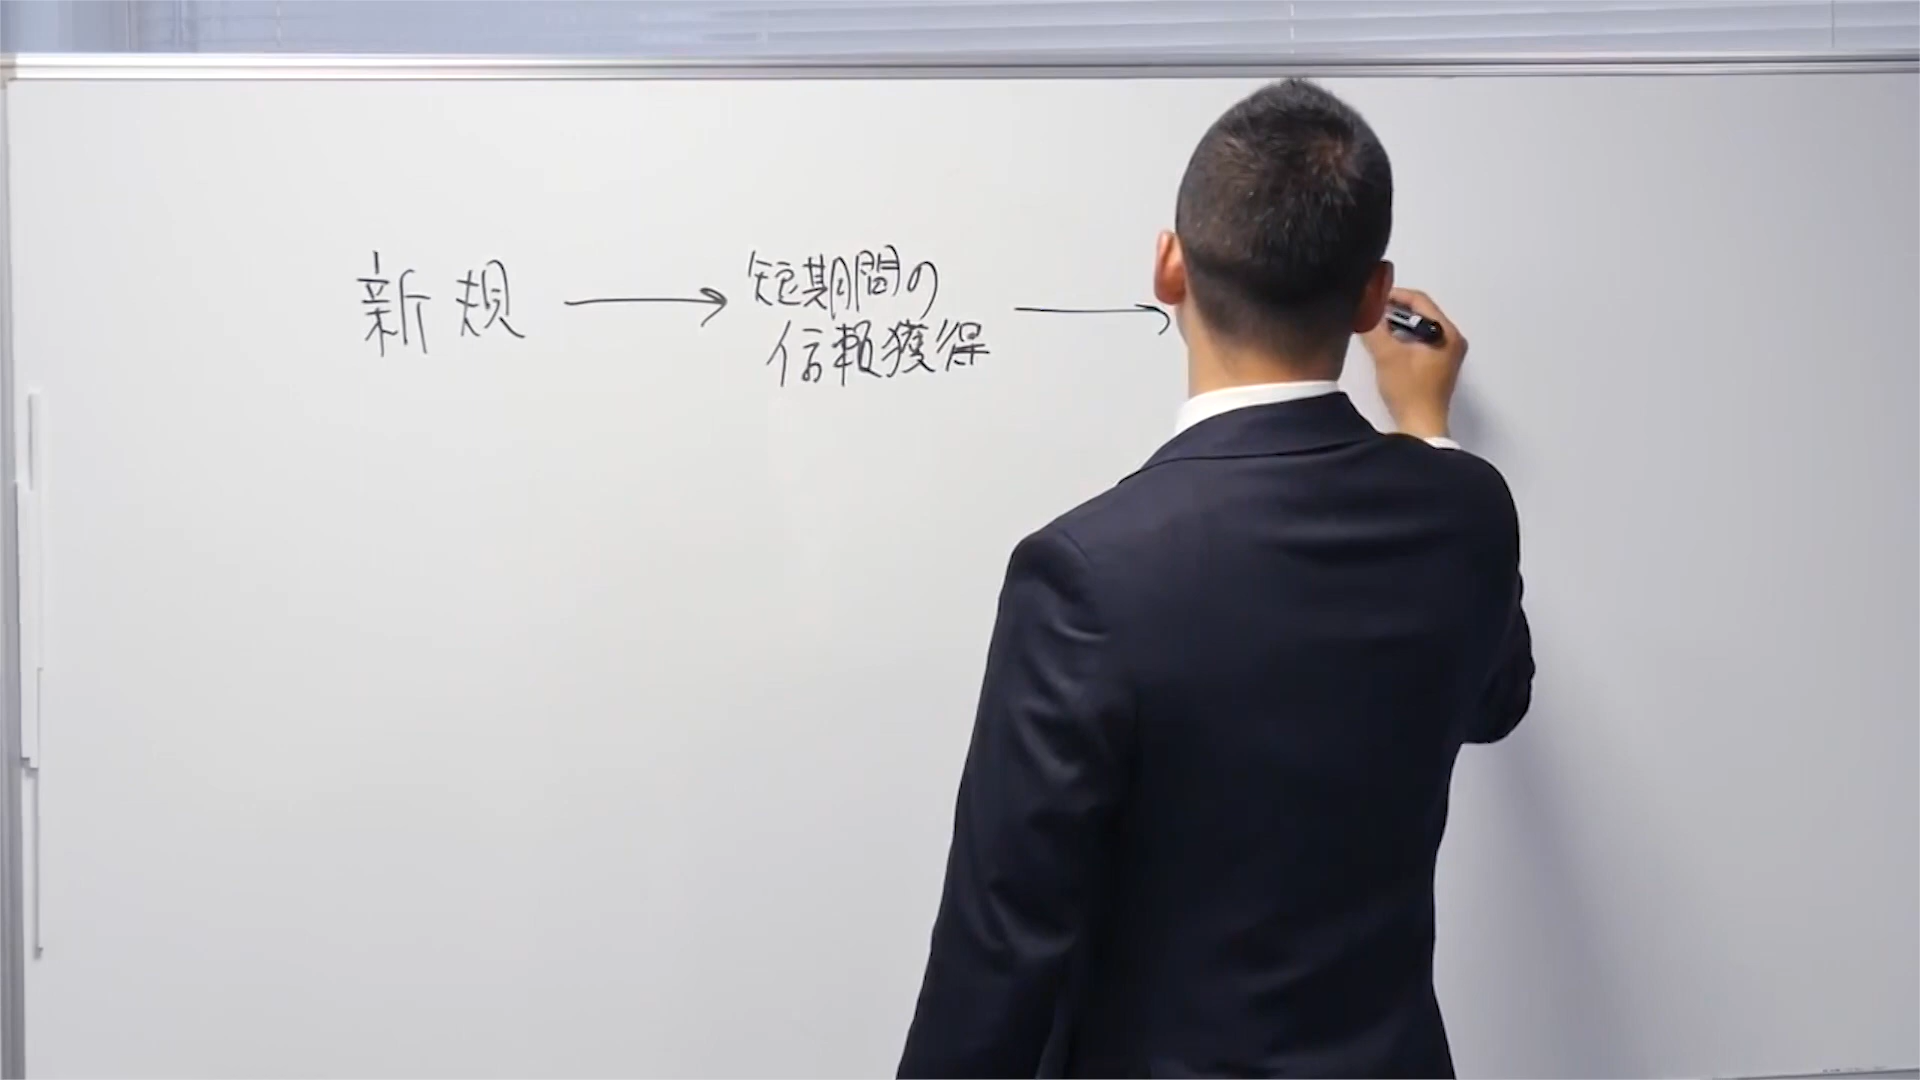 新規 → 短期間の
信頼獲得 →